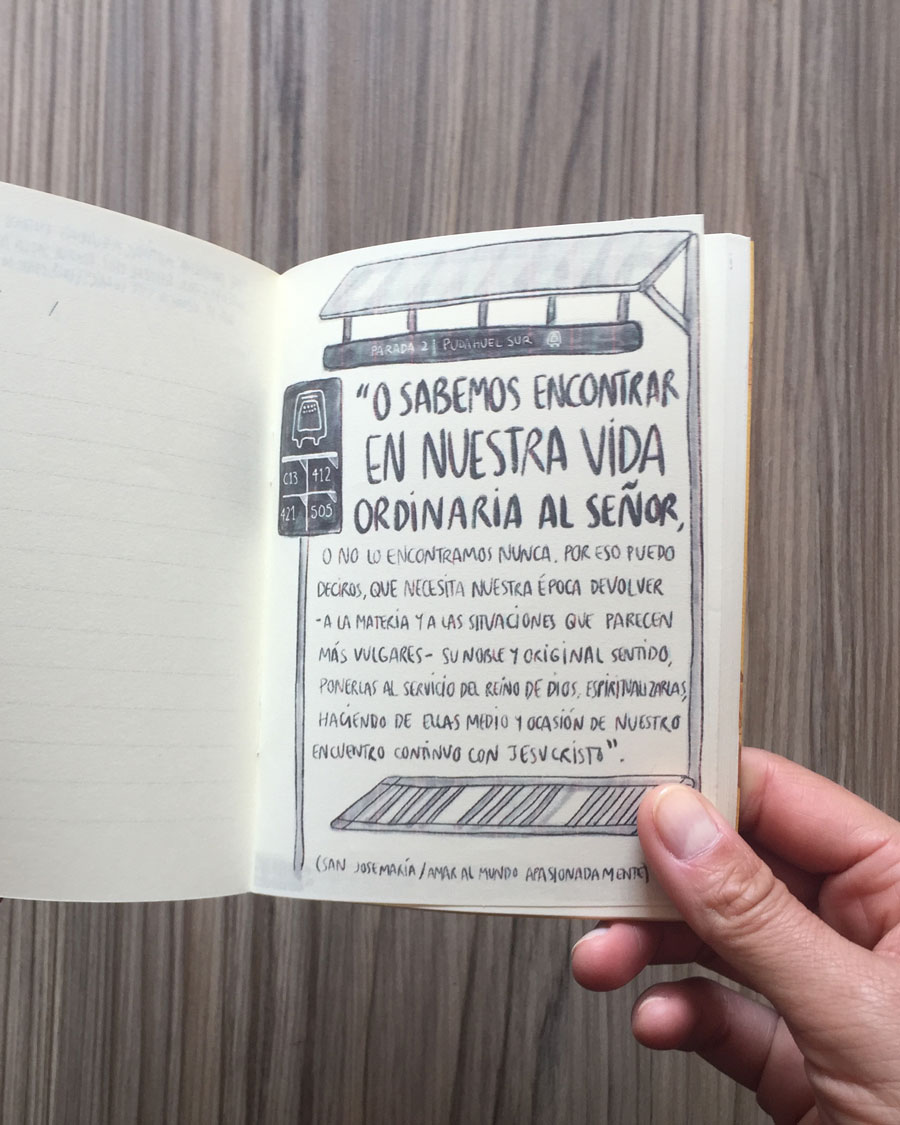 PARADA 2 | PUDAHUEL SUR
C13 412
421 505
"O SABEMOS ENCONTRAR
EN NUESTRA VIDA
ORDINARIA AL SEÑOR,
O NO LO ENCONTRAMOS NUNCA. POR ESO PUEDO
DECIROS, QUE NECESITA NUESTRA ÉPOCA DEVOLVER
-A LA MATERIA Y A LAS SITUACIONES QUE PARECEN
MÁS VULGARES- SU NOBLE Y ORIGINAL SENTIDO,
PONERLAS AL SERVICIO DEL REINO DE DIOS, ESPIRITUALIZARLAS,
HACIENDO DE ELLAS MEDIO Y OCASIÓN DE NUESTRO
ENCUENTRO CONTINUO CON JESUCRISTO".
(SAN JOSEMARÍA / AMAR AL MUNDO APASIONADAMENTE)